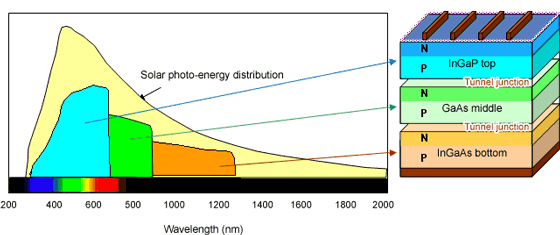 Solar photo-energy distribution
200 400 600 800 1000 1200 1400 1600 1800 2000
Wavelength (nm)
N
P InGaP top
Tunnel junction
N
P GaAs middle
Tunnel junction
N
P InGaAs bottom